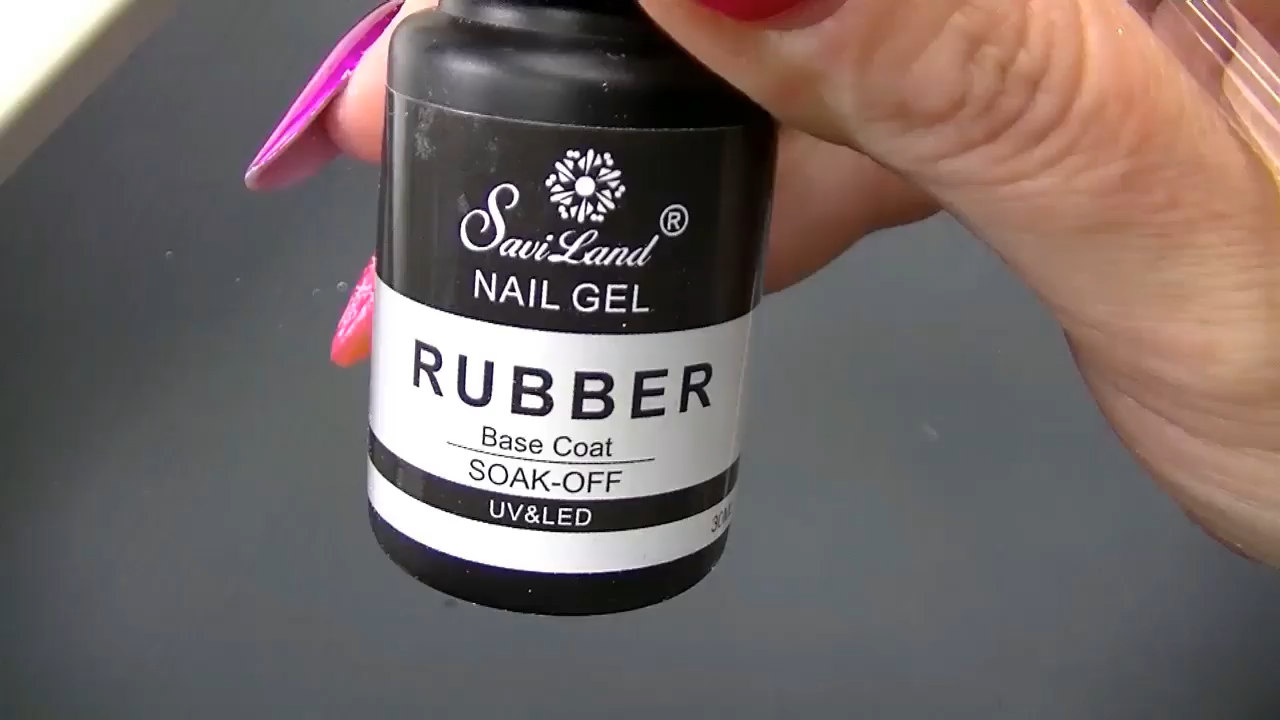 SaviLand®
NAIL GEL
RUBBER
Base Coat
SOAK-OFF
UV&LED